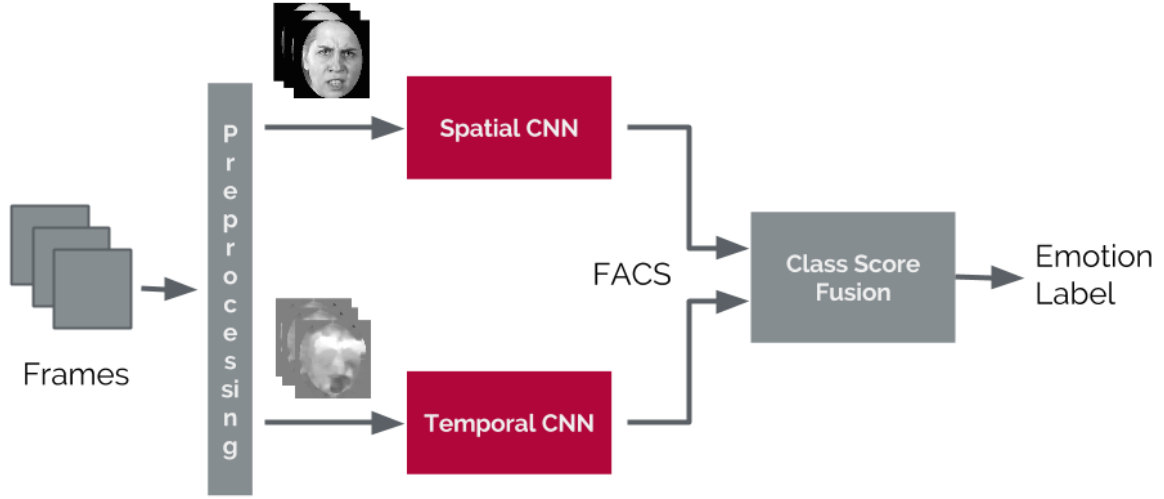 Frames
Preprocessing
Spatial CNN
Temporal CNN
FACS
Class Score
Fusion
Emotion
Label